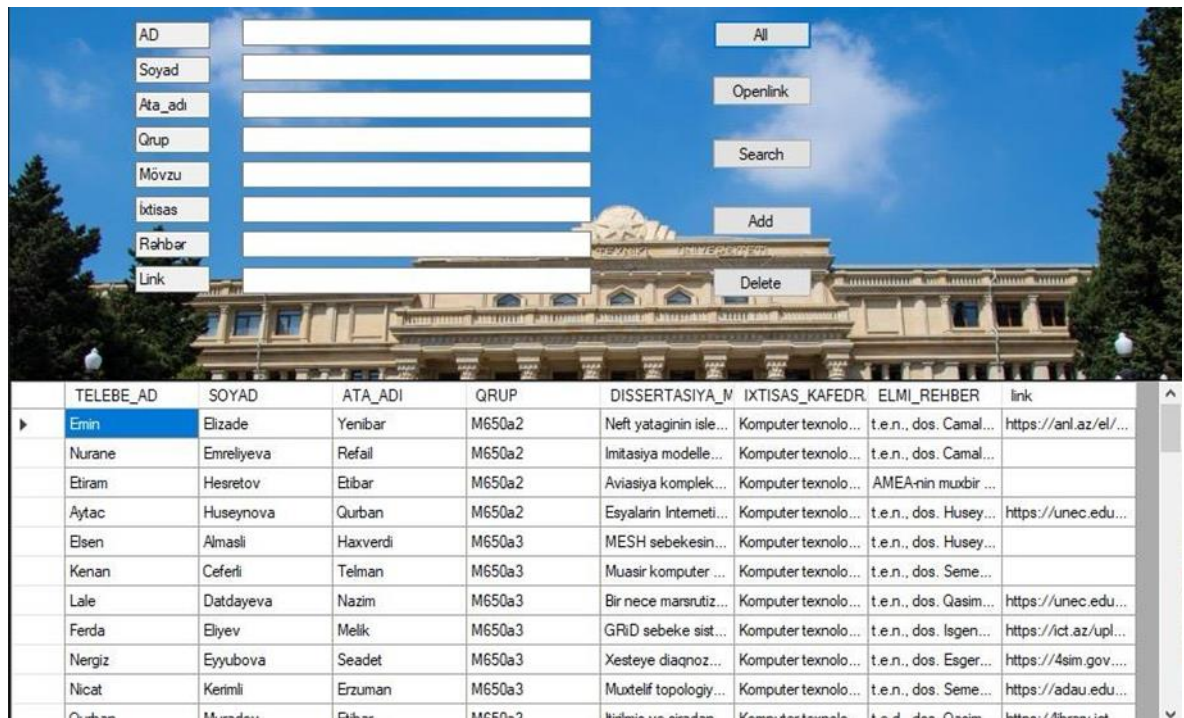 AD
All
Soyad
Openlink
Ata_adı
Qrup
Search
Mövzu
İxtisas
Add
Rəhbər
TEXNİKİ UNİVERSİTETİ
Link
Delete
TELEBE_AD SOYAD ATA_ADI QRUP DISSERTASIYA_M IXTISAS_KAFEDR. ELMI_REHBER link
Emin Elizade Yenibar M650a2 Neft yataginin isle... Komputer texnolo... t.e.n., dos. Camal... https://anl.az/el/...
Nurane Emreliyeva Refail M650a2 Imitasiya modelle... Komputer texnolo... t.e.n., dos. Camal...
Etiram Hesretov Etibar M650a2 Aviasiya komplek... Komputer texnolo... AMEA-nin muxbir ...
Aytac Huseynova Qurban M650a2 Esyalarin Interneti... Komputer texnolo... t.e.n., dos. Husey... https://unec.edu...
Elsen Almasli Haxverdi M650a3 MESH sebekesin... Komputer texnolo... t.e.n., dos. Husey...
Kenan Ceferli Telman M650a3 Muasir komputer ... Komputer texnolo... t.e.n., dos. Seme...
Lale Datdayeva Nazim M650a3 Bir nece marsrutiz... Komputer texnolo... t.e.n., dos. Qasim... https://unec.edu...
Ferda Eliyev Melik M650a3 GRiD sebeke sist... Komputer texnolo... t.e.n., dos. Isgen... https://ict.az/upl...
Nergiz Eyyubova Seadet M650a3 Xesteye diaqnoz... Komputer texnolo... t.e.n., dos. Esger... https://4sim.gov....
Nicat Kerimli Erzuman M650a3 Muxtelif topologiy... Komputer texnolo... t.e.n., dos. Seme... https://adau.edu...